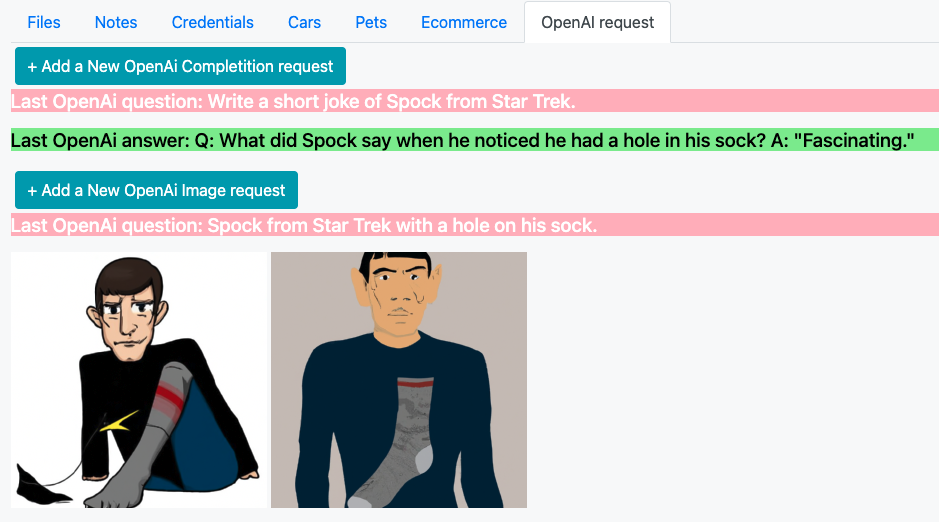 Files Notes Credentials Cars Pets Ecommerce OpenAI request
+ Add a New OpenAi Completition request
Last OpenAi question: Write a short joke of Spock from Star Trek.
Last OpenAi answer: Q: What did Spock say when he noticed he had a hole in his sock? A: "Fascinating."
+ Add a New OpenAi Image request
Last OpenAi question: Spock from Star Trek with a hole on his sock.